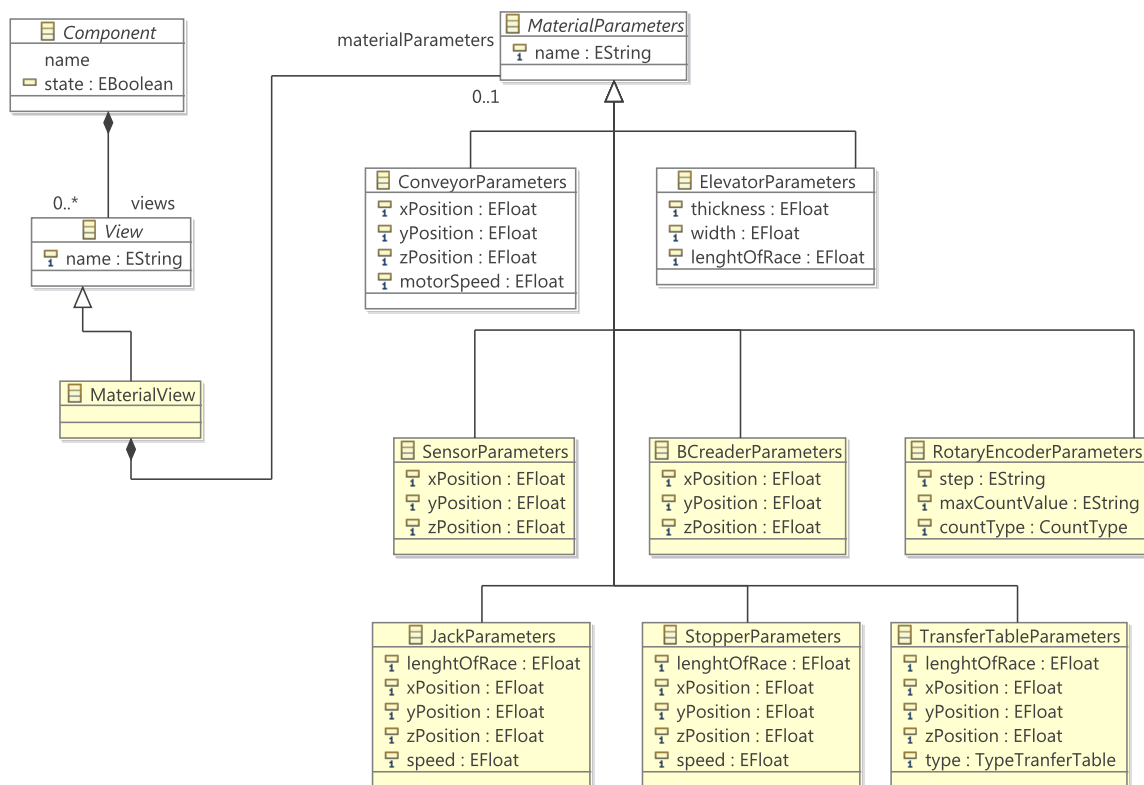 Component
name
state : EBoolean
0..*
views
View
name : EString
MaterialView
materialParameters
0..1
MaterialParameters
name : EString
ConveyorParameters
xPosition : EFloat
yPosition : EFloat
zPosition : EFloat
motorSpeed : EFloat
ElevatorParameters
thickness : EFloat
width : EFloat
lenghtOfRace : EFloat
SensorParameters
xPosition : EFloat
yPosition : EFloat
zPosition : EFloat
BCreaderParameters
xPosition : EFloat
yPosition : EFloat
zPosition : EFloat
RotaryEncoderParameters
step : EString
maxCountValue : EString
countType : CountType
JackParameters
lenghtOfRace : EFloat
xPosition : EFloat
yPosition : EFloat
zPosition : EFloat
speed : EFloat
StopperParameters
lenghtOfRace : EFloat
xPosition : EFloat
yPosition : EFloat
zPosition : EFloat
speed : EFloat
TransferTableParameters
lenghtOfRace : EFloat
xPosition : EFloat
yPosition : EFloat
zPosition : EFloat
type : TypeTranferTable